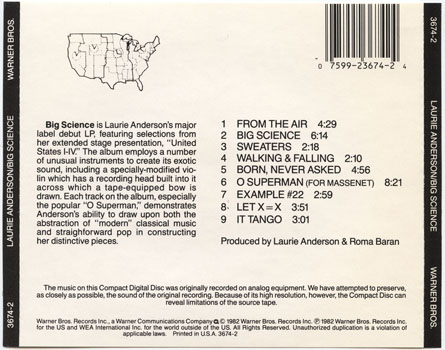 0 7599-23674-2 4
Big Science is Laurie Anderson's major
label debut LP, featuring selections from
her extended stage presentation, "United
States I-IV." The album employs a number
of unusual instruments to create its exotic
sound, including a specially-modified vio-
lin which has a recording head built into it
across which a tape-equipped bow is
drawn. Each track on the album, especially
the popular "O Superman," demonstrates
Anderson's ability to draw upon both the
abstraction of "modern" classical music
and straightforward pop in constructing
her distinctive pieces.
1 FROM THE AIR 4:29
2 BIG SCIENCE 6:14
3 SWEATERS 2:18
4 WALKING & FALLING 2:10
5 BORN, NEVER ASKED 4:56
6 O SUPERMAN (FOR MASSENET) 8:21
7 EXAMPLE #22 2:59
8 LET X = X 3:51
9 IT TANGO 3:01
Produced by Laurie Anderson & Roma Baran
The music on this Compact Digital Disc was originally recorded on analog equipment. We have attempted to preserve,
as closely as possible, the sound of the original recording. Because of its high resolution, however, the Compact Disc can
reveal limitations of the source tape.
Warner Bros. Records Inc., a Warner Communications Company © 1982 Warner Bros. Records Inc. ℗ 1982 Warner Bros. Records Inc.
for the US and WEA International Inc. for the world outside of the US. All Rights Reserved. Unauthorized duplication is a violation of
applicable laws. Printed in U.S.A. 3674-2
3674-2 LAURIE ANDERSON/BIG SCIENCE WARNER BROS.
3674-2 LAURIE ANDERSON/BIG SCIENCE WARNER BROS.